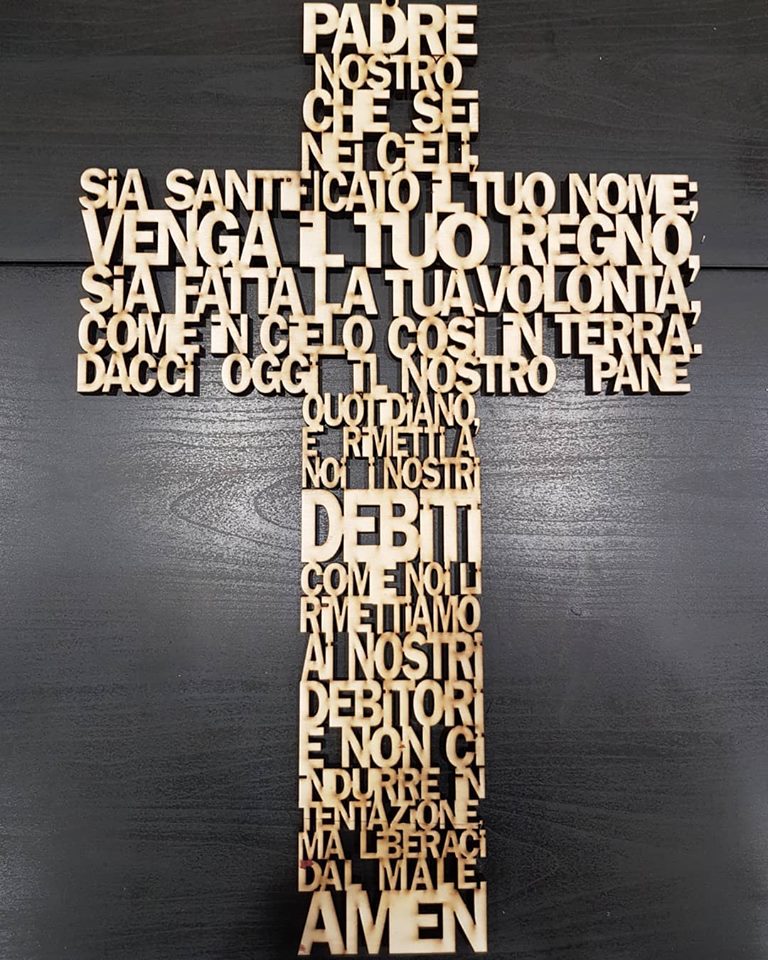 PADRE
NOSTRO
CHE SEi
NEi CiELi,
SiA SANTiFICATO iL TUO NOME;
VENGA iL TUO REGNO,
SiA FATTA LA TUA VOLONTÀ,
COME iN CiELO COSÌ iN TERRA.
DACCi OGGi IL NOSTRO PANE
QUOTiDiANO,
E RiMETTi A
NOi i NOSTRi
DEBiTi
COME NOi Li
RiMETTiAMO
Ai NOSTRi
DEBiTORi
E NON Ci
iNDURRE iN
TENTAZiONE,
MA LiBERACi
DAL MALE.
AMEN